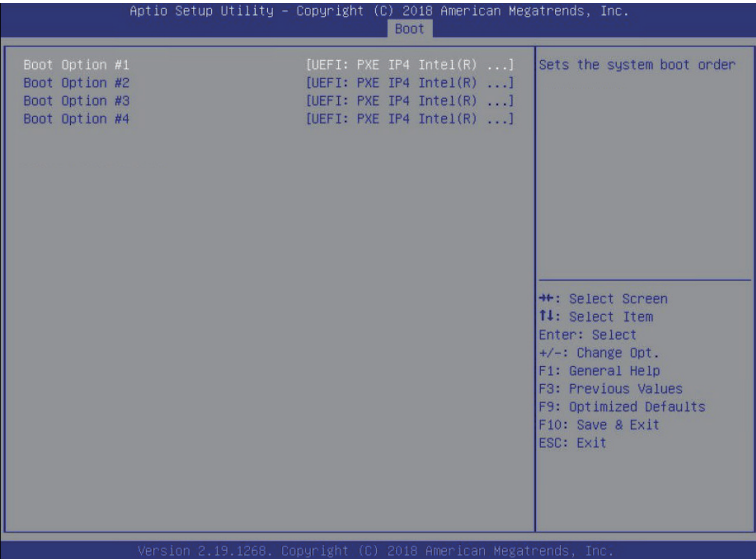 Aptio Setup Utility – Copyright (C) 2018 American Megatrends, Inc.
Boot
Boot Option #1 [UEFI: PXE IP4 Intel(R) ...]
Boot Option #2 [UEFI: PXE IP4 Intel(R) ...]
Boot Option #3 [UEFI: PXE IP4 Intel(R) ...]
Boot Option #4 [UEFI: PXE IP4 Intel(R) ...]
Sets the system boot order
→←: Select Screen
↑↓: Select Item
Enter: Select
+/-: Change Opt.
F1: General Help
F3: Previous Values
F9: Optimized Defaults
F10: Save & Exit
ESC: Exit
Version 2.19.1268. Copyright (C) 2018 American Megatrends, Inc.